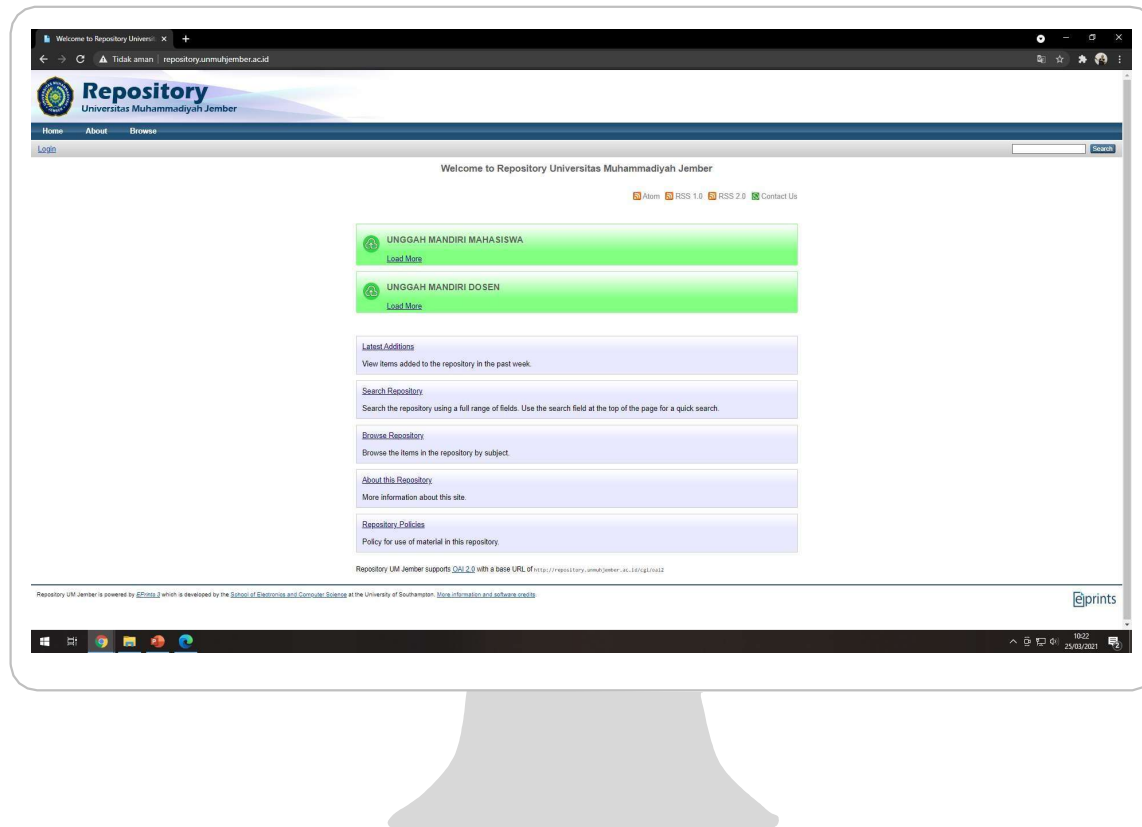 Welcome to Repository Universi
Tidak aman | repository.unmuhjember.ac.id
Repository
Universitas Muhammadiyah Jember
Home About Browse
Login
Search
Welcome to Repository Universitas Muhammadiyah Jember
Atom RSS 1.0 RSS 2.0 Contact Us
UNGGAH MANDIRI MAHASISWA
Load More
UNGGAH MANDIRI DOSEN
Load More
Latest Additions
View items added to the repository in the past week.
Search Repository
Search the repository using a full range of fields. Use the search field at the top of the page for a quick search.
Browse Repository
Browse the items in the repository by subject.
About this Repository
More information about this site.
Repository Policies
Policy for use of material in this repository.
Repository UM Jember supports OAI 2.0 with a base URL of http://repository.unmuhjember.ac.id/cgi/oai2
Repository UM Jember is powered by EPrints 3 which is developed by the School of Electronics and Computer Science at the University of Southampton. More information and software credits.
eprints
10:22
25/03/2021
2